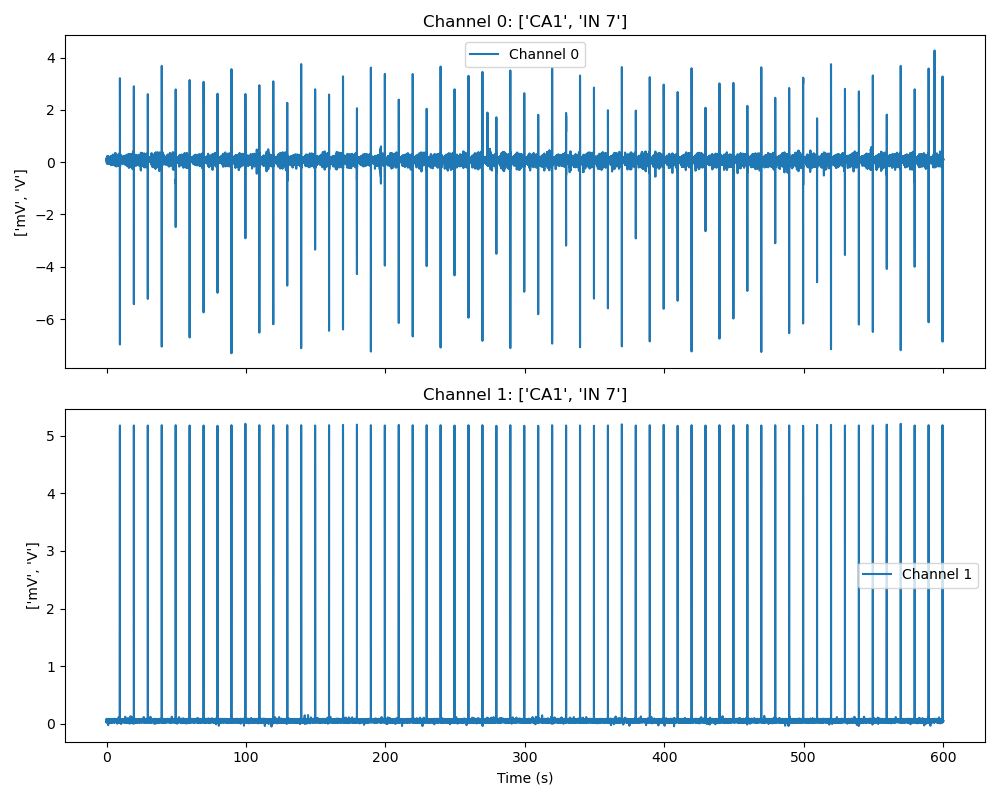 Channel 0: ['CA1', 'IN 7']
Channel 0
4
2
0
−2
−4
−6
['mV', 'V']
Channel 1: ['CA1', 'IN 7']
Channel 1
5
4
3
2
1
0
['mV', 'V']
0 100 200 300 400 500 600
Time (s)